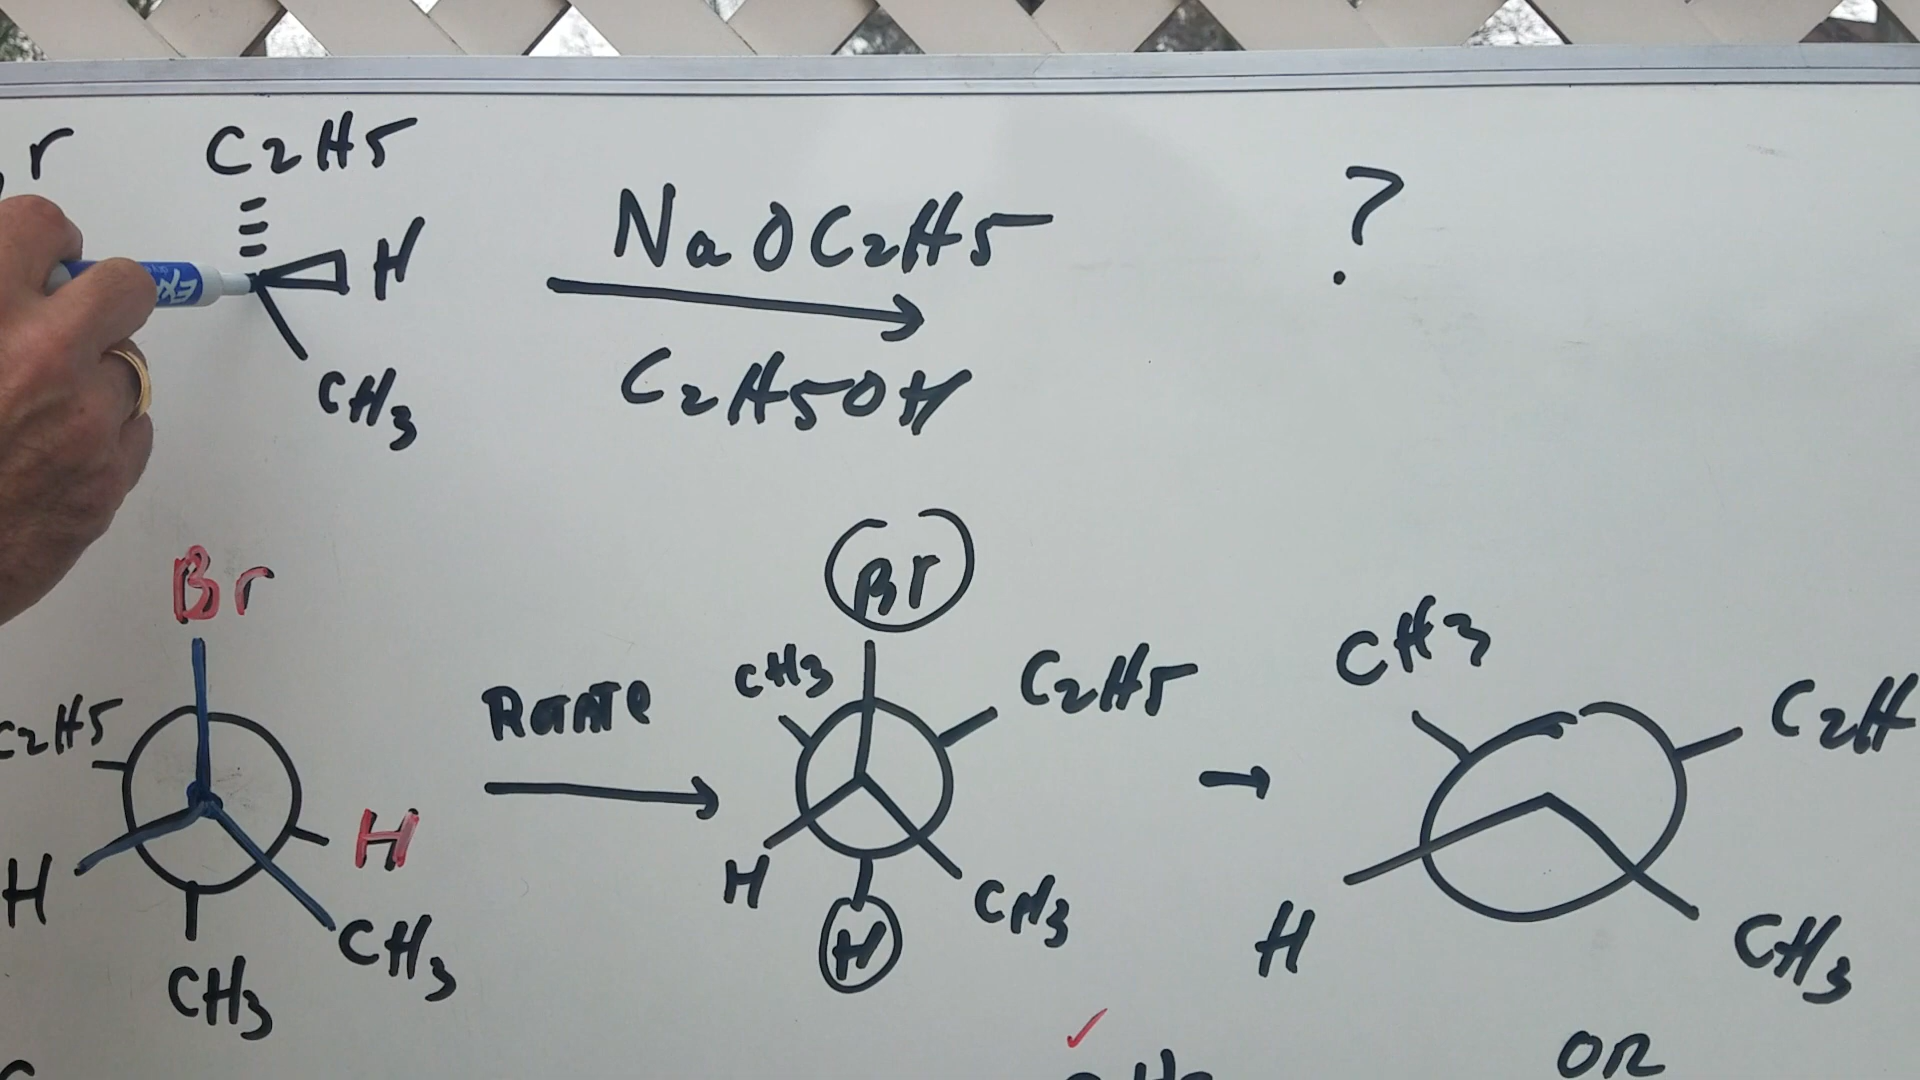 r C2H5
H
CH3
NaOC2H5
C2H5OH
?
Br
C2H5
H
H
CH3
CH3
ROTATE
Br
CH3
C2H5
H
CH3
H
→
CH3
C2H
H
CH3
OR